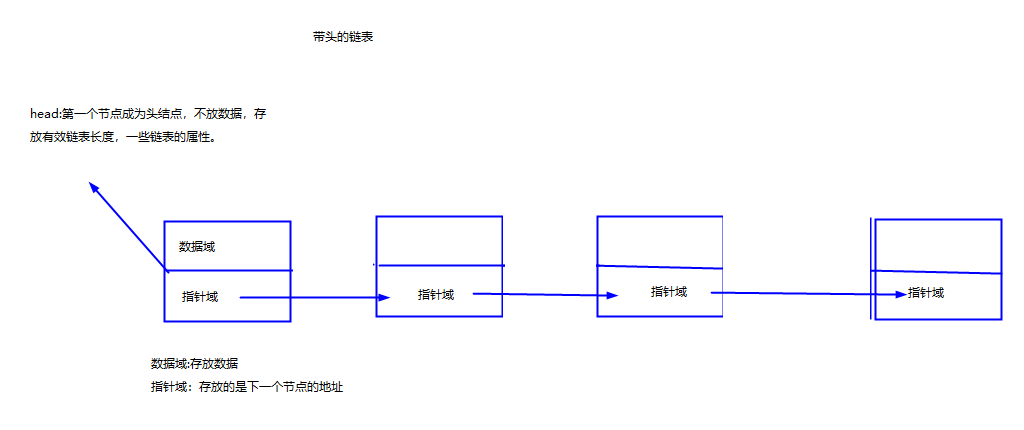 带头的链表
head:第一个节点成为头结点，不放数据，存
放有效链表长度，一些链表的属性。
数据域
指针域
指针域
指针域
指针域
数据域:存放数据
指针域：存放的是下一个节点的地址